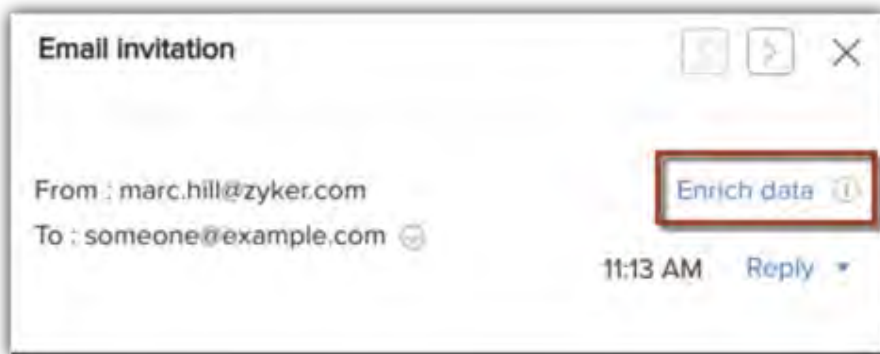 Email invitation
From : marc.hill@zyker.com
Enrich data
To : someone@example.com
11:13 AM Reply